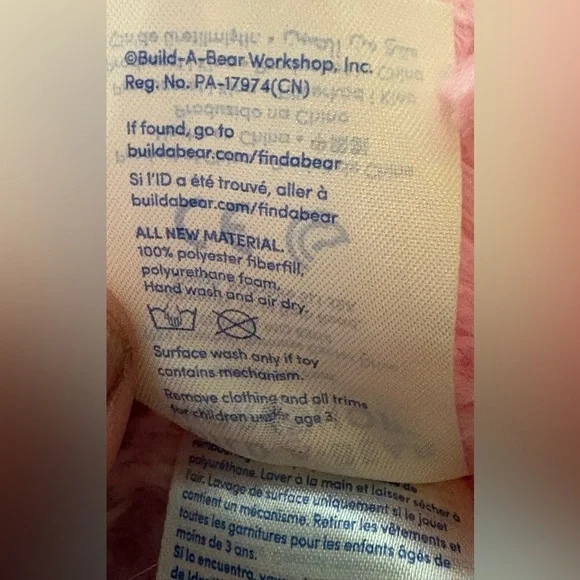 ©Build-A-Bear Workshop, Inc.
Reg. No. PA-17974(CN)
If found, go to
buildabear.com/findabear
Si l'ID a été trouvé, aller à
buildabear.com/findabear
ALL NEW MATERIAL.
100% polyester fiberfill,
polyurethane foam.
Hand wash and air dry.
Surface wash only if toy
contains mechanism.
Remove clothing and all trims
for children under age 3.
polyuréthane. Laver à la main et laisser sécher à
l'air. Lavage de surface uniquement si le jouet
contient un mécanisme. Retirer les vêtements et
toutes les garnitures pour les enfants âgés de
moins de 3 ans.
Si lo encuentra,